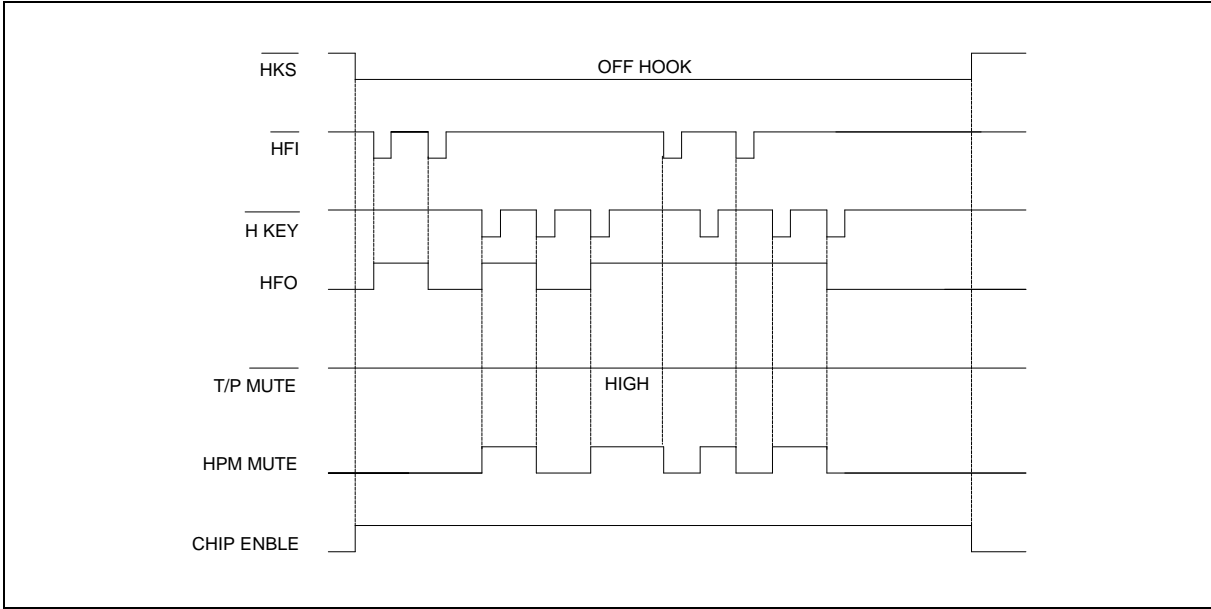 HKS
OFF HOOK
HFI
H KEY
HFO
T/P MUTE
HIGH
HPM MUTE
CHIP ENBLE